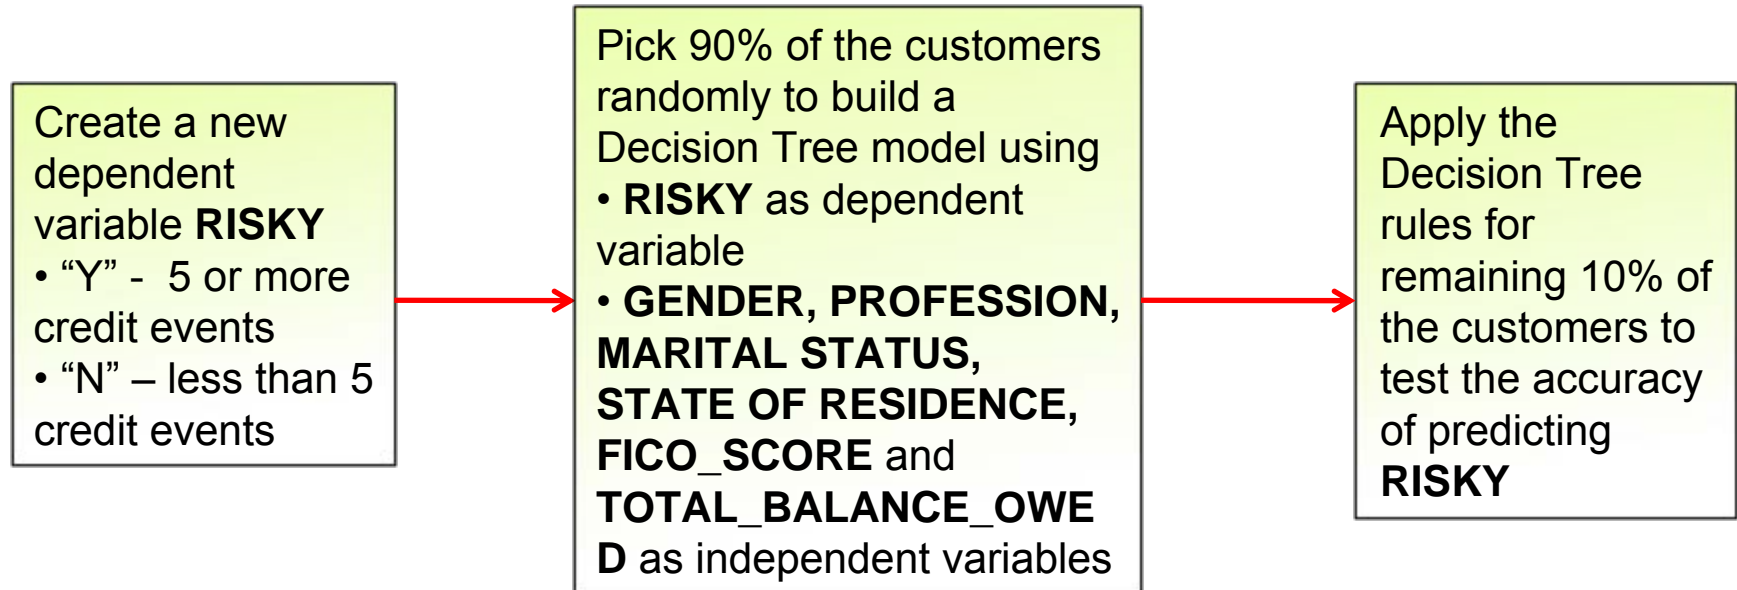 Create a new
dependent
variable RISKY
• “Y” - 5 or more
credit events
• “N” – less than 5
credit events
Pick 90% of the customers
randomly to build a
Decision Tree model using
• RISKY as dependent
variable
• GENDER, PROFESSION,
MARITAL STATUS,
STATE OF RESIDENCE,
FICO_SCORE and
TOTAL_BALANCE_OWE
D as independent variables
Apply the
Decision Tree
rules for
remaining 10% of
the customers to
test the accuracy
of predicting
RISKY